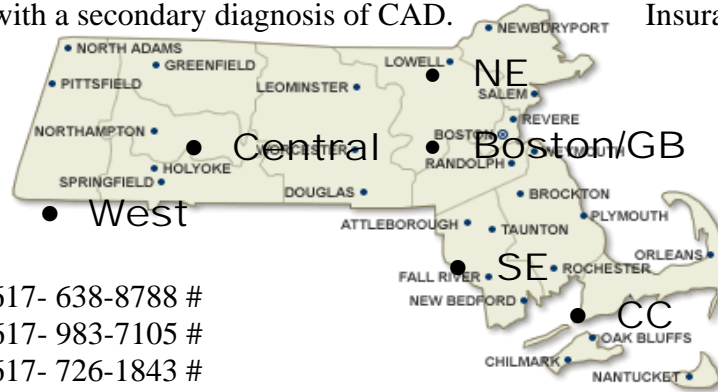 with a secondary diagnosis of CAD.
Insura
NEWBURYPORT
NORTH ADAMS
GREENFIELD
LOWELL
NE
PITTSFIELD
LEOMINSTER
SALEM
REVERE
NORTHAMPTON
Central
WORCESTER
BOSTON
Boston/GB
WEYMOUTH
RANDOLPH
HOLYOKE
SPRINGFIELD
DOUGLAS
BROCKTON
West
ATTLEBOROUGH
PLYMOUTH
TAUNTON
ORLEANS
SE
ROCHESTER
FALL RIVER
617- 638-8788 #
NEW BEDFORD
CC
617- 983-7105 #
OAK BLUFFS
617- 726-1843 #
CHILMARK
NANTUCKET